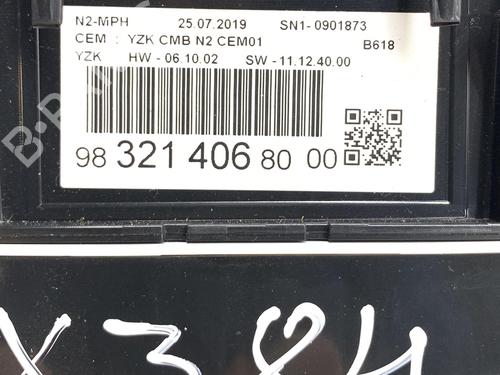 N2-MPH 25.07.2019 SN1- 0901873
CEM : YZK CMB N2 CEM01 B618
YZK HW - 06.10.02 SW - 11.12.40.00
98 321 406 80 00
X384